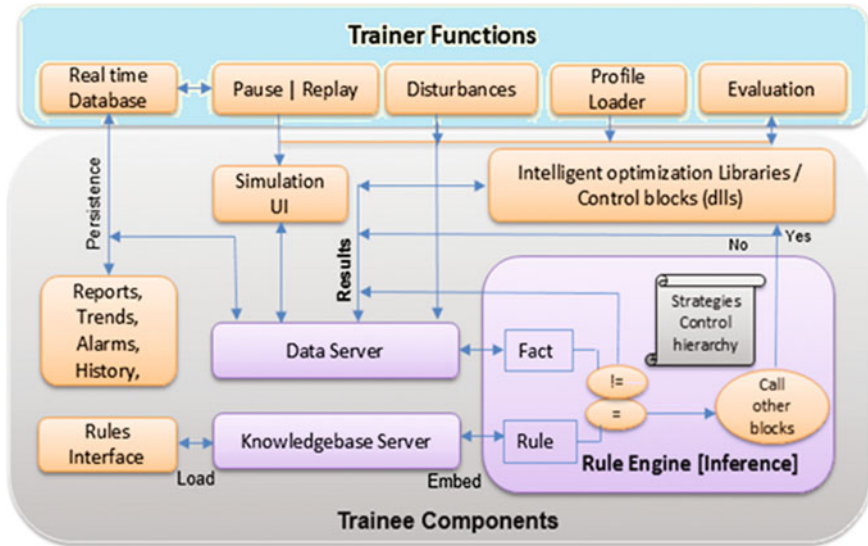 Trainer Functions
Real time
Database
Pause | Replay
Disturbances
Profile
Loader
Evaluation
Persistence
Simulation
UI
Intelligent optimization Libraries /
Control blocks (dlls)
No
Yes
Results
Reports,
Trends,
Alarms,
History,
Data Server
Fact
Strategies
Control
hierarchy
!=
=
Call
other
blocks
Rules
Interface
Load
Knowledgebase Server
Embed
Rule
Rule Engine [Inference]
Trainee Components